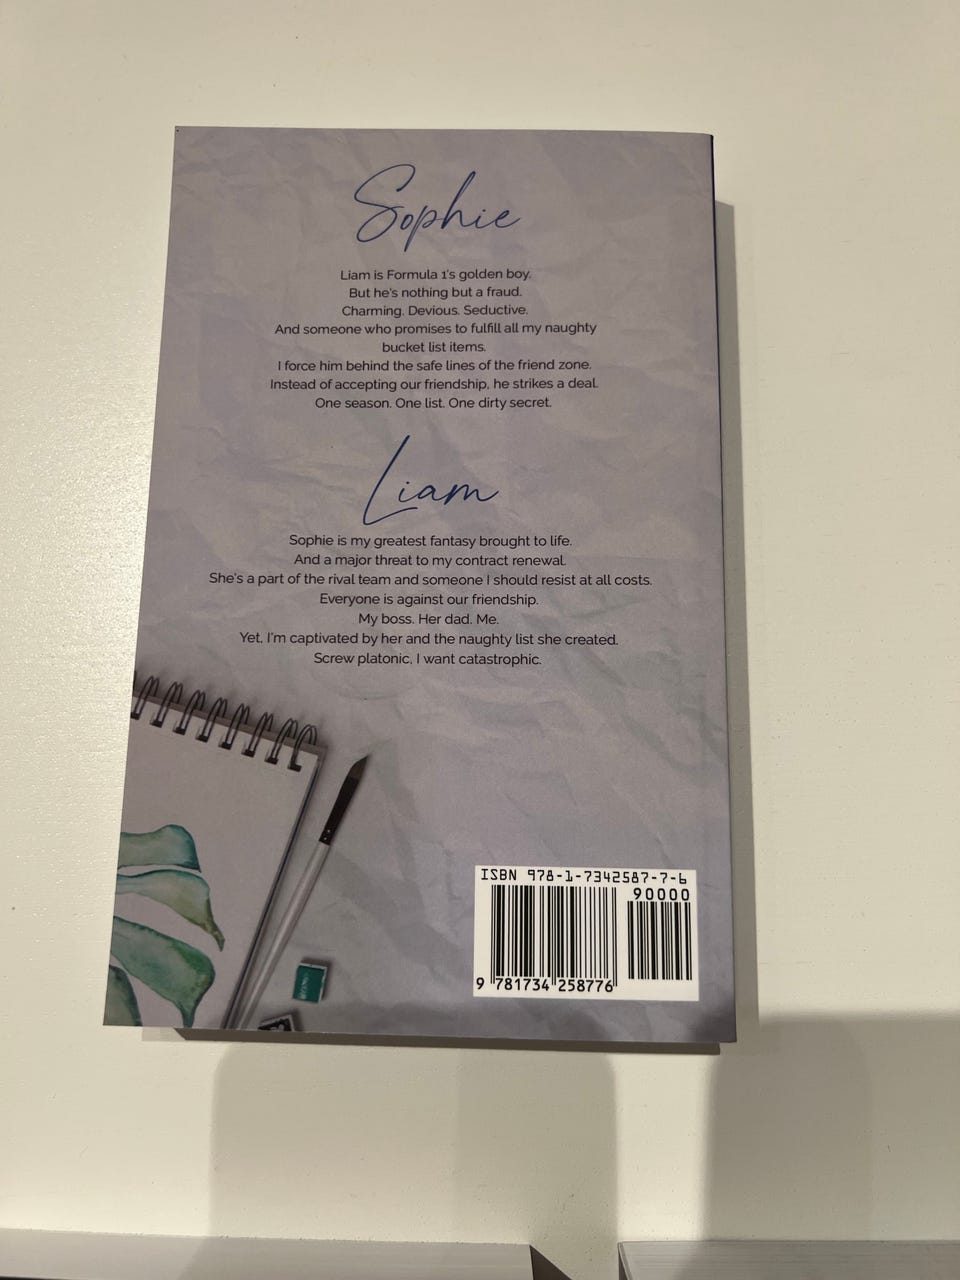 Sophie
Liam is Formula 1's golden boy.
But he's nothing but a fraud.
Charming. Devious. Seductive.
And someone who promises to fulfill all my naughty
bucket list items.
I force him behind the safe lines of the friend zone.
Instead of accepting our friendship, he strikes a deal.
One season. One list. One dirty secret.
Liam
Sophie is my greatest fantasy brought to life.
And a major threat to my contract renewal.
She's a part of the rival team and someone I should resist at all costs.
Everyone is against our friendship.
My boss. Her dad. Me.
Yet, I'm captivated by her and the naughty list she created.
Screw platonic, I want catastrophic.
ISBN 978-1-7342587-7-6
90000
9 781734 258776